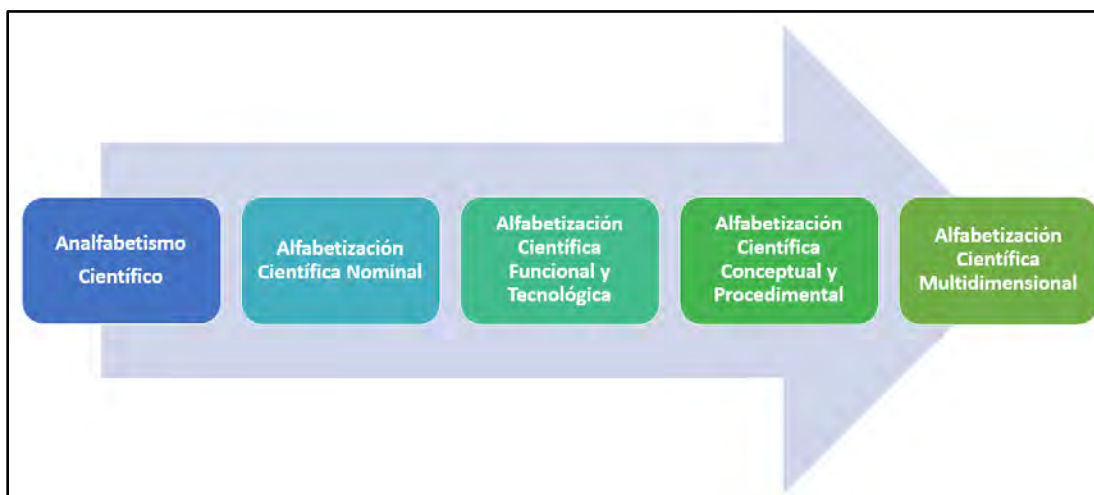 Analfabetismo
Científico
Alfabetización
Científica Nominal
Alfabetización
Científica
Funcional y
Tecnológica
Alfabetización
Científica
Conceptual y
Procedimental
Alfabetización
Científica
Multidimensional